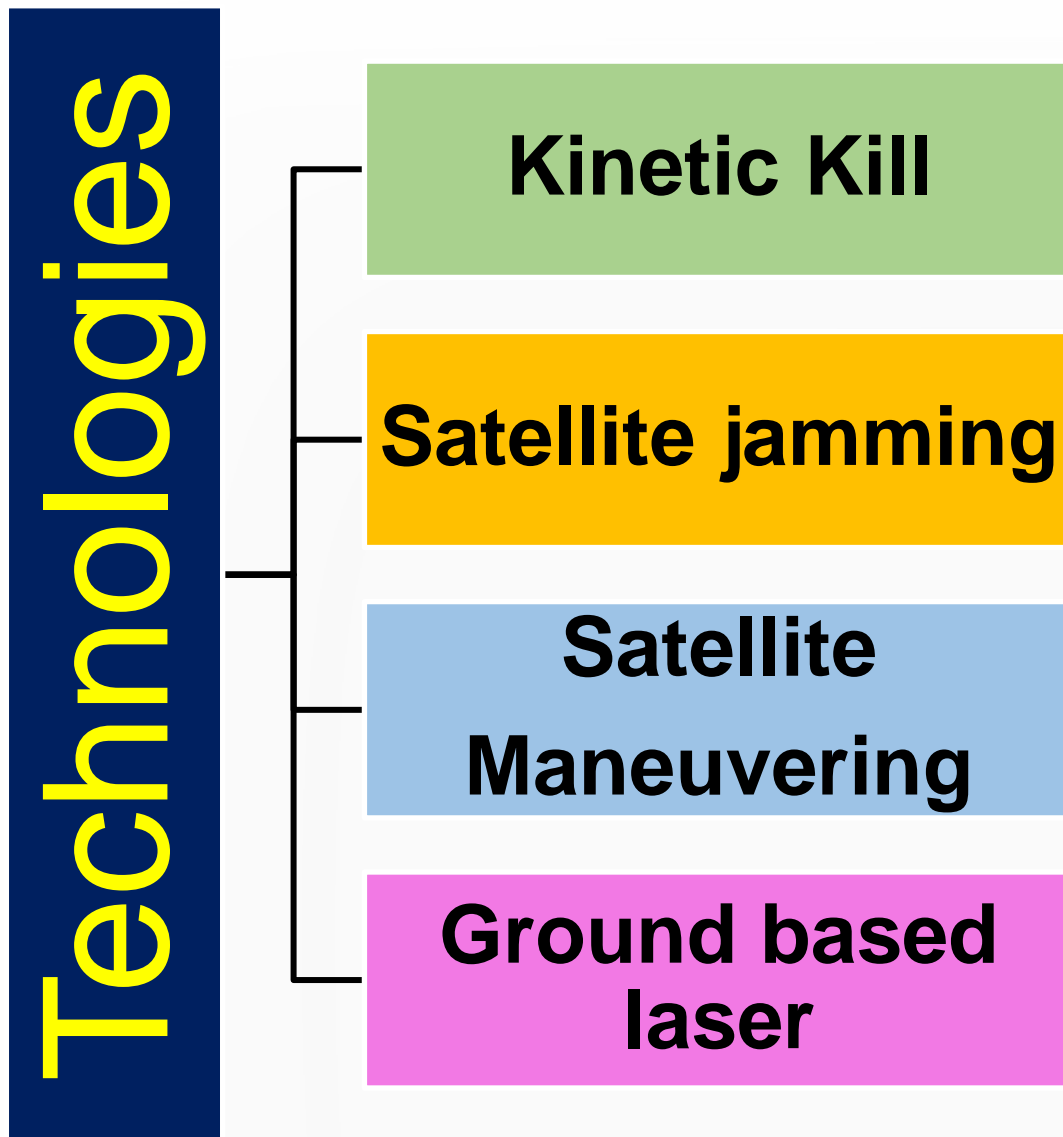 Technologies
Kinetic Kill
Satellite jamming
Satellite
Maneuvering
Ground based
laser